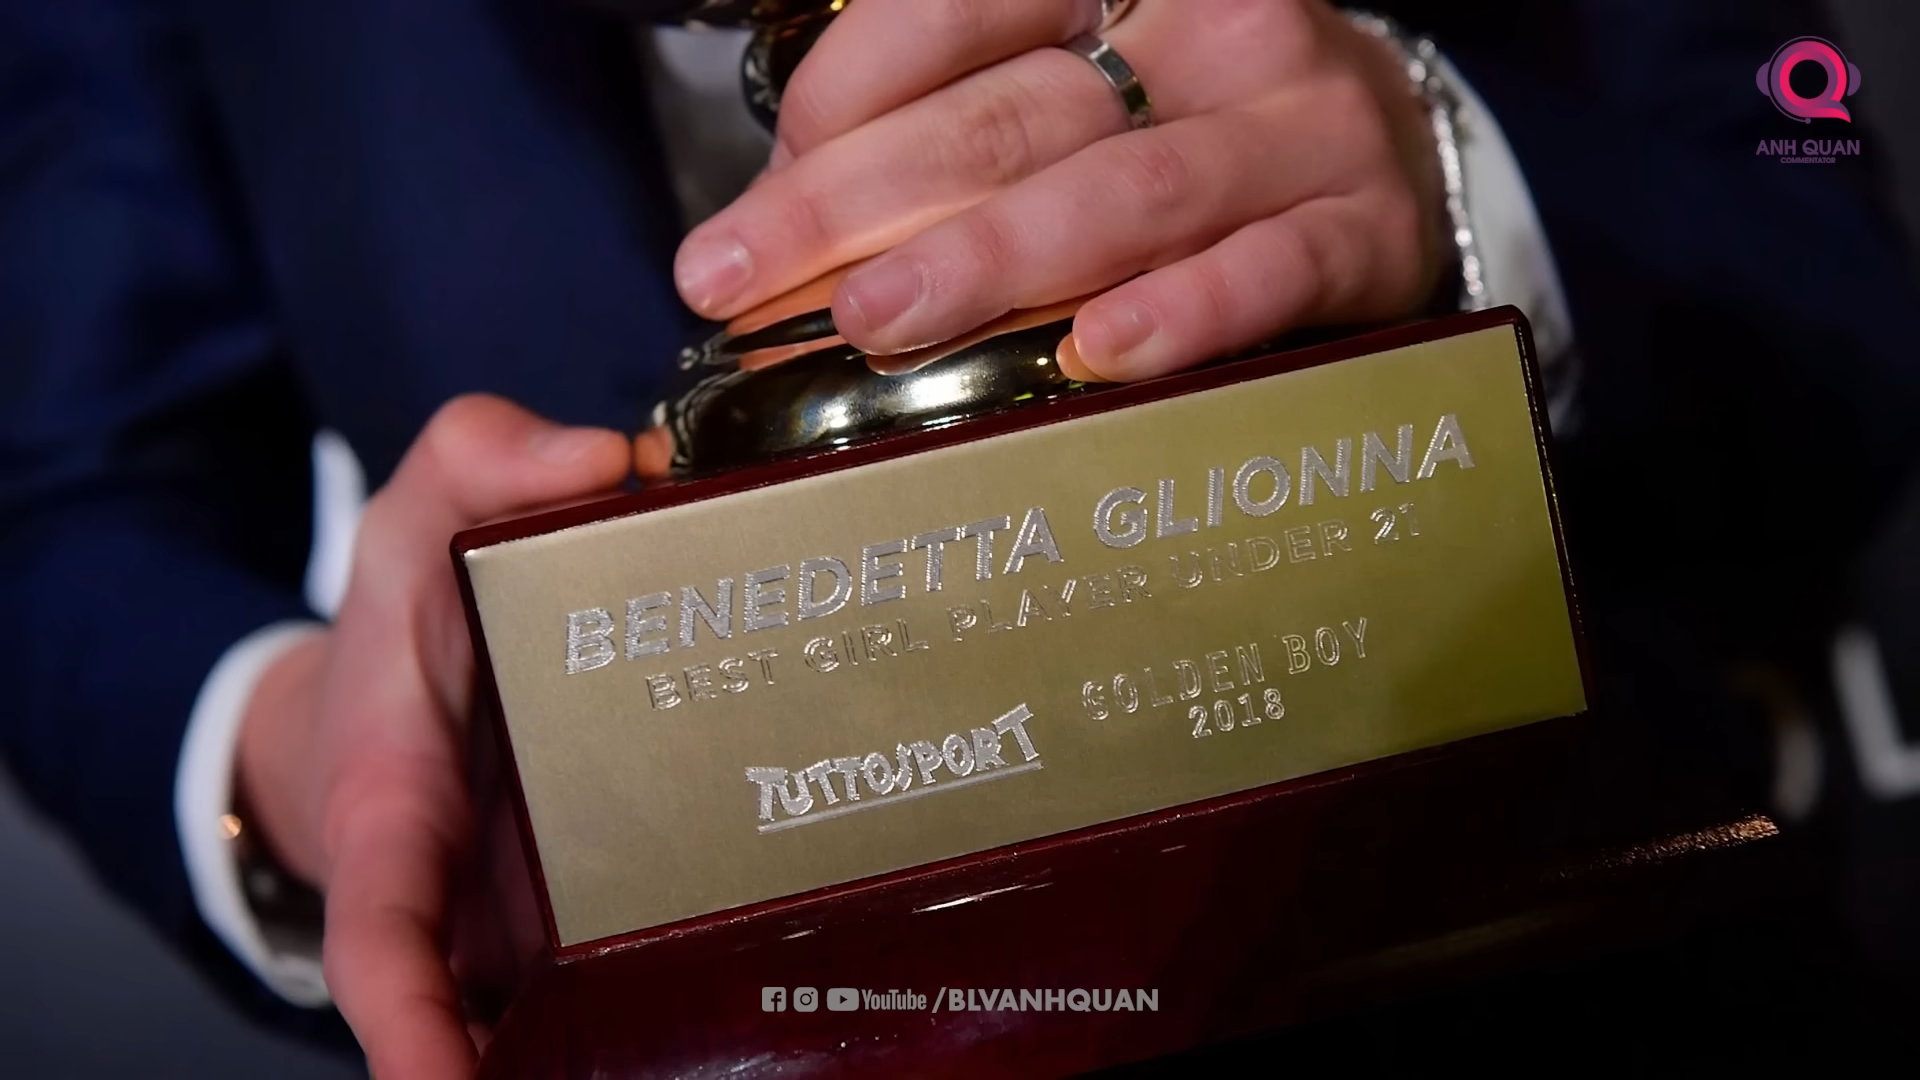 ANH QUAN
COMMENTATOR
BENEDETTA GLIONNA
BEST GIRL PLAYER UNDER 21
TUTTOSPORT
GOLDEN BOY
2018
YouTube /BLVANHQUAN